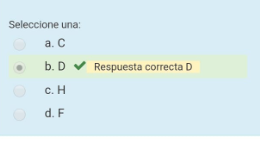 Seleccione una:
a. C
b. D Respuesta correcta D
c. H
d. F